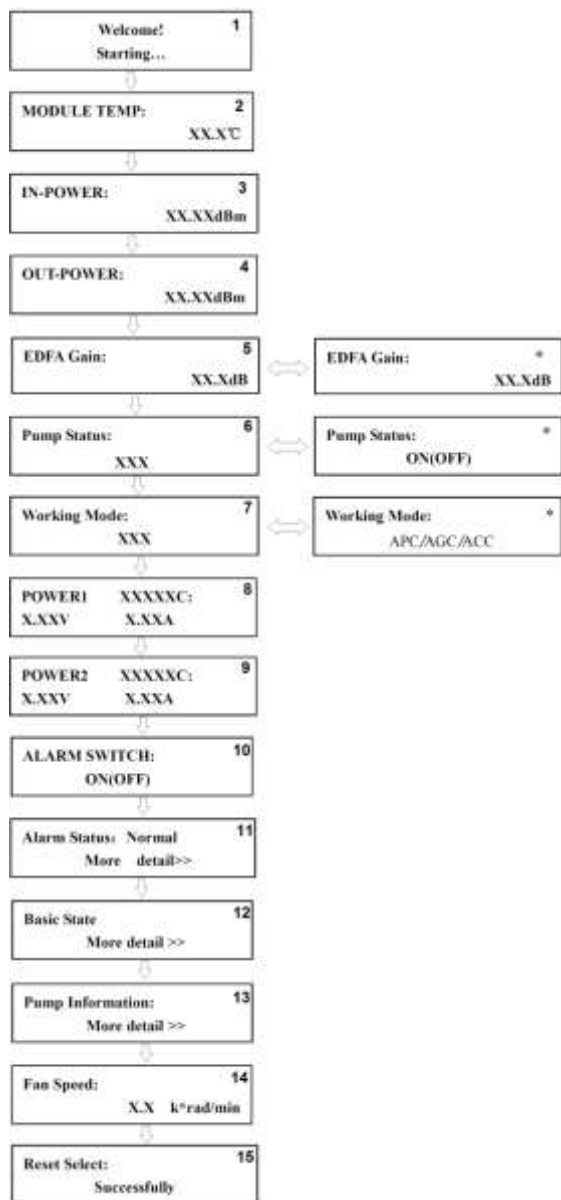 Welcome! 1
Starting...
MODULE TEMP: 2
XX.X℃
IN-POWER: 3
XX.XXdBm
OUT-POWER: 4
XX.XXdBm
EDFA Gain: 5
XX.XdB
EDFA Gain: *
XX.XdB
Pump Status: 6
XXX
Pump Status: *
ON(OFF)
Working Mode: 7
XXX
Working Mode: *
APC/AGC/ACC
POWER1 XXXXXC: 8
X.XXV X.XXA
POWER2 XXXXXC: 9
X.XXV X.XXA
ALARM SWITCH: 10
ON(OFF)
Alarm Status: Normal 11
More detail>>
Basic State 12
More detail >>
Pump Information: 13
More detail >>
Fan Speed: 14
X.X k*rad/min
Reset Select: 15
Successfully